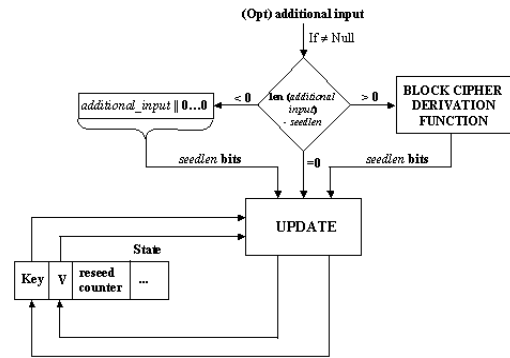 (Opt) additional input
If ≠ Null
< 0
len (additional
input)
- seedlen
> 0
=0
additional_input || 0...0
BLOCK CIPHER
DERIVATION
FUNCTION
seedlen bits
seedlen bits
UPDATE
State
Key
V
reseed
counter
...